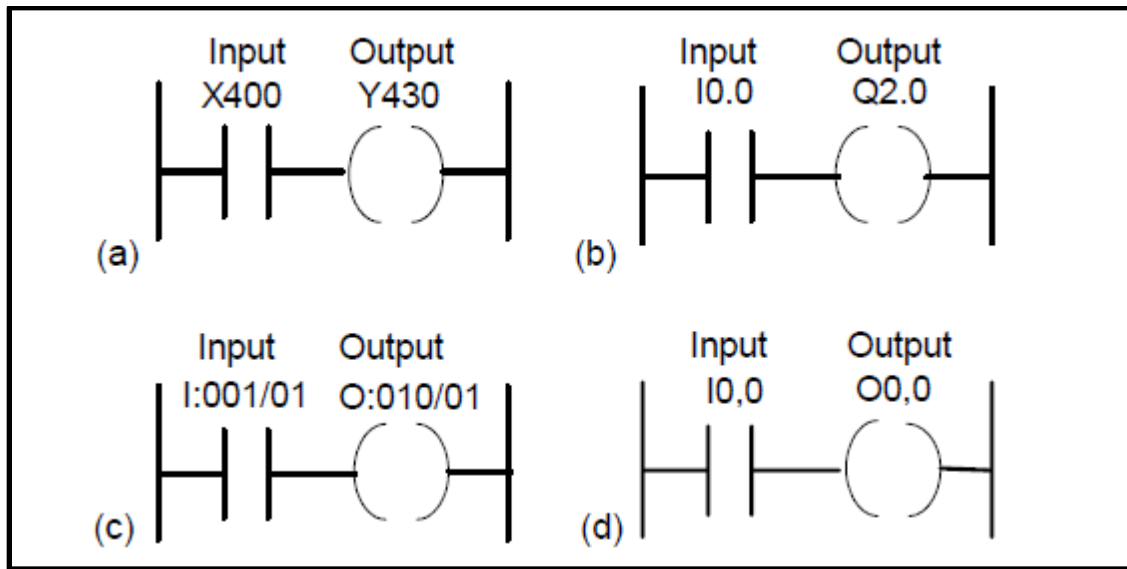 Input Output
X400 Y430
(a)
Input Output
I0.0 Q2.0
(b)
Input Output
I:001/01 O:010/01
(c)
Input Output
I0,0 O0,0
(d)